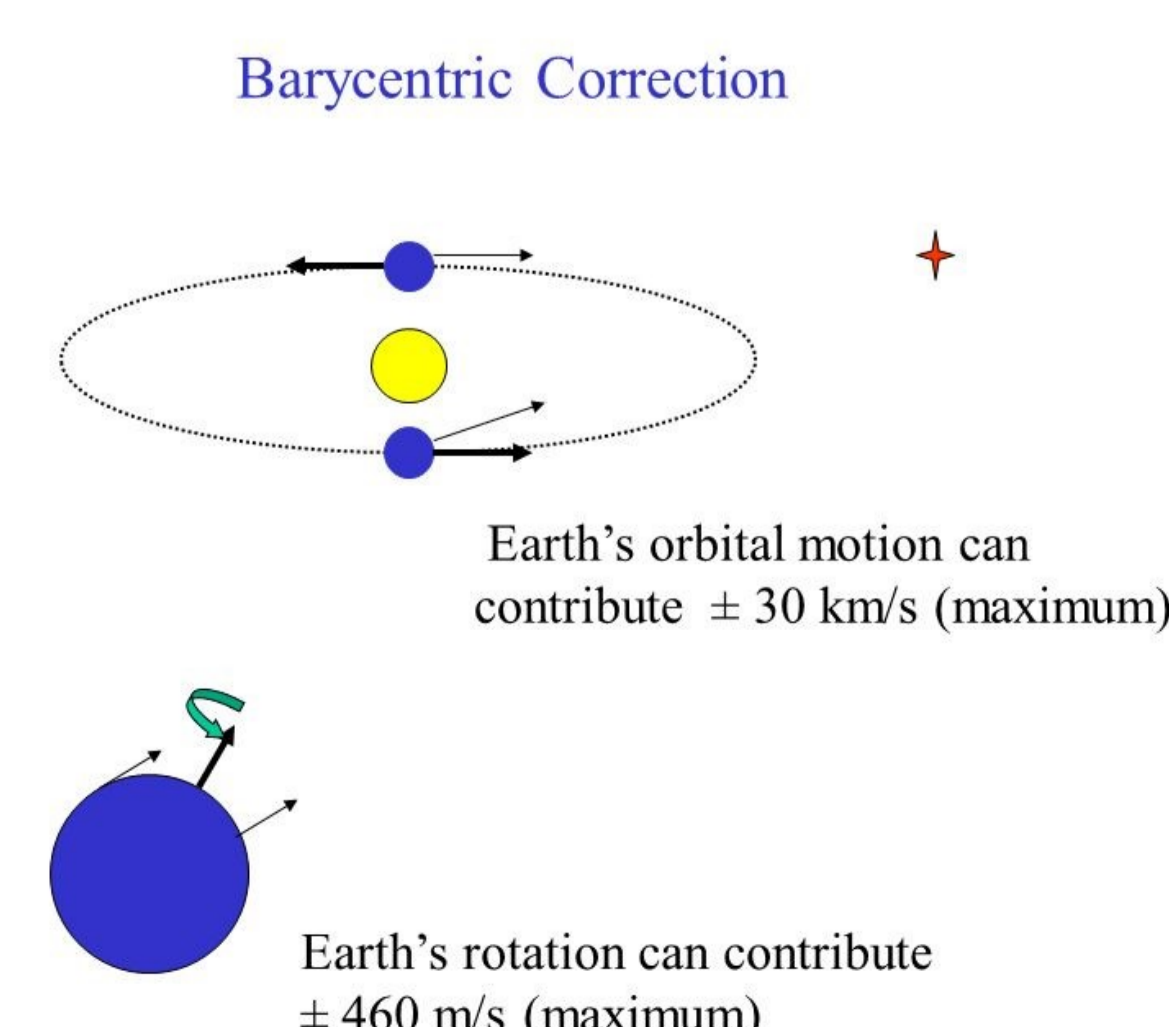 Barycentric Correction
Earth’s orbital motion can
contribute ± 30 km/s (maximum)
Earth’s rotation can contribute
± 460 m/s (maximum)